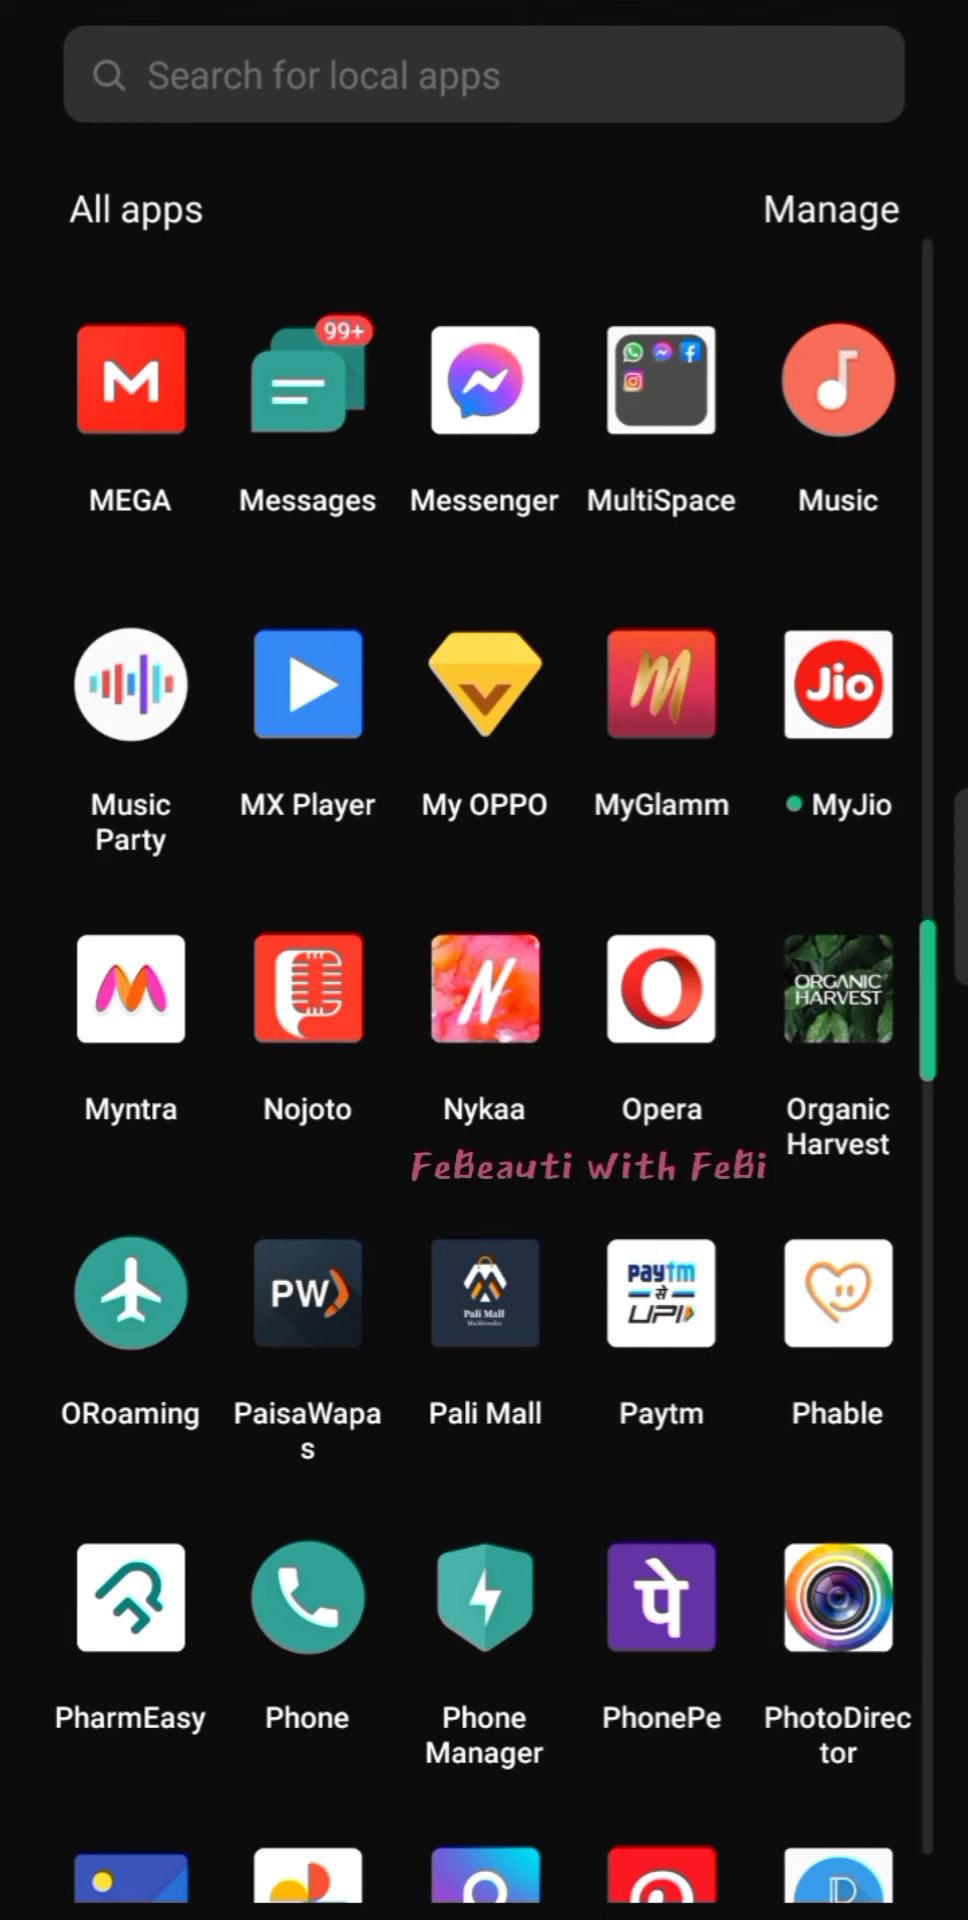 Search for local apps
All apps
Manage
99+
MEGA
Messages
Messenger
MultiSpace
Music
Jio
Music
Party
MX Player
My OPPO
MyGlamm
MyJio
ORGANIC
HARVEST
Myntra
Nojoto
Nykaa
Opera
Organic
Harvest
FeBeauti with FeBi
PW
Pali Mall
paytm
से
UPI
ORoaming
PaisaWapa
s
Pali Mall
Paytm
Phable
पे
PharmEasy
Phone
Phone
Manager
PhonePe
PhotoDirec
tor